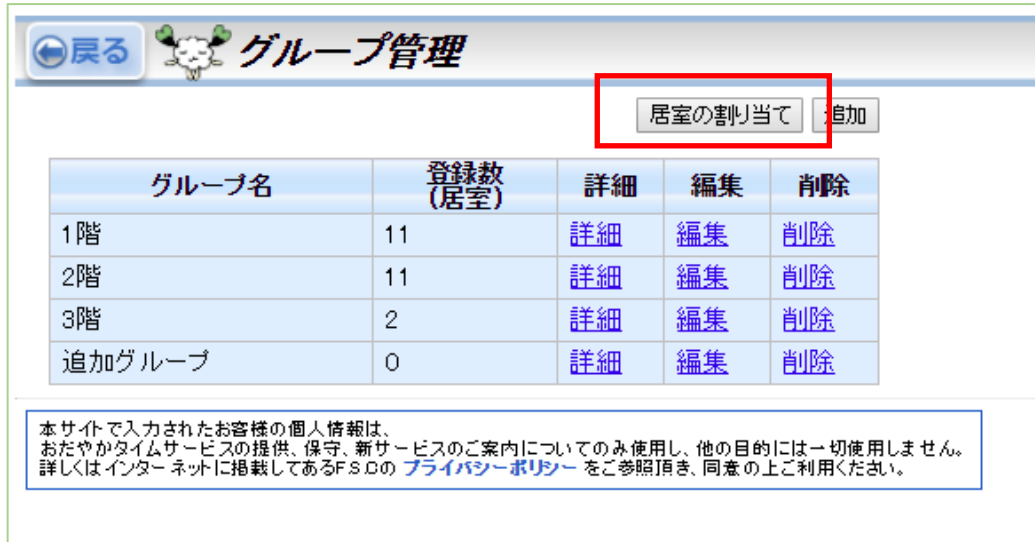 戻る グループ管理
居室の割り当て 追加
グループ名 登録数(居室) 詳細 編集 削除
1階 11 詳細 編集 削除
2階 11 詳細 編集 削除
3階 2 詳細 編集 削除
追加グループ 0 詳細 編集 削除
本サイトで入力されたお客様の個人情報は、
おだやかタイムサービスの提供、保守、新サービスのご案内についてのみ使用し、他の目的には一切使用しません。
詳しくはインターネットに掲載してあるF.S.Cの プライバシーポリシー をご参照頂き、同意の上ご利用ください。